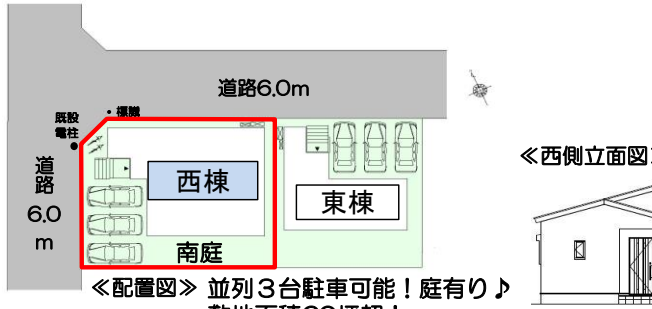 道路6.0m
・標識
既設
電柱
道路
6.0
m
西棟
東棟
南庭
≪西側立面図
≪配置図≫ 並列3台駐車可能!庭有り♪